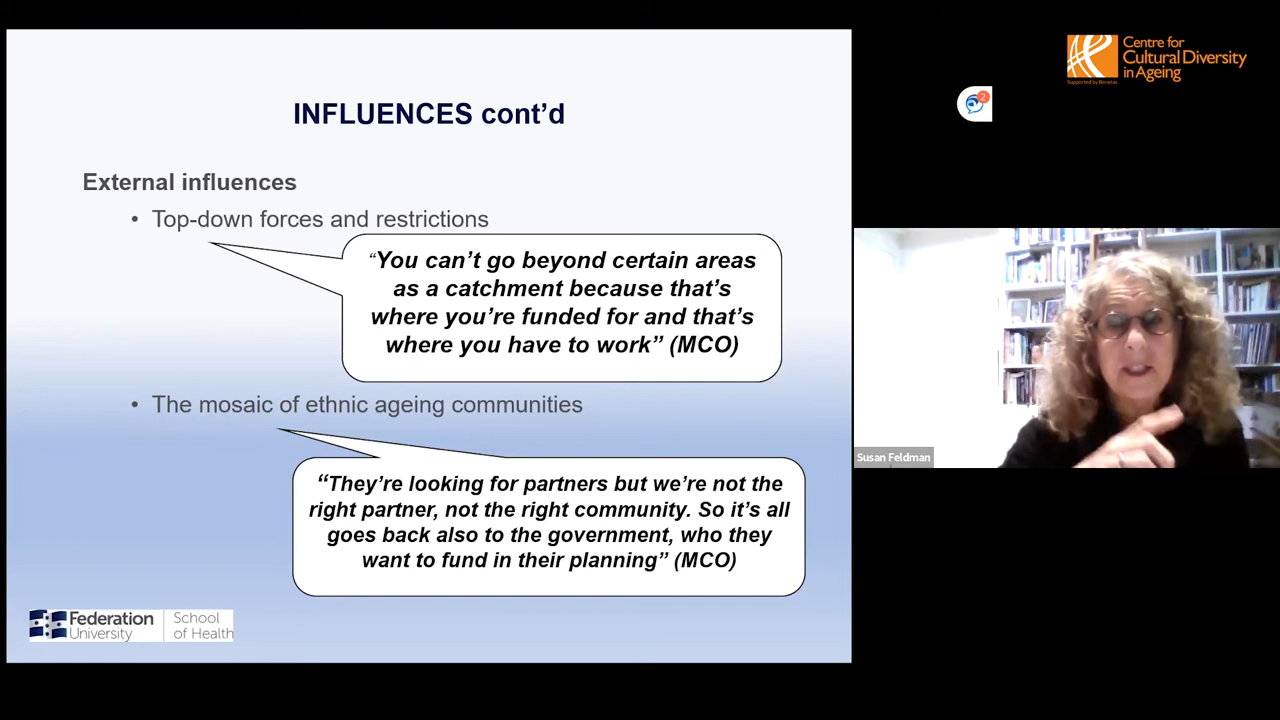 Centre for
Cultural Diversity
in Ageing
Supported by Benetas
2
INFLUENCES cont’d
External influences
• Top-down forces and restrictions
“You can’t go beyond certain areas
as a catchment because that’s
where you’re funded for and that’s
where you have to work” (MCO)
• The mosaic of ethnic ageing communities
“They’re looking for partners but we’re not the
right partner, not the right community. So it’s all
goes back also to the government, who they
want to fund in their planning” (MCO)
Federation
University
School
of Health
Susan Feldman